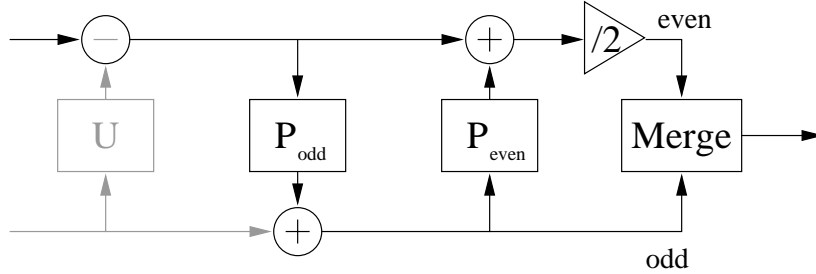 even
− + /2
U P_odd P_even Merge
+
odd